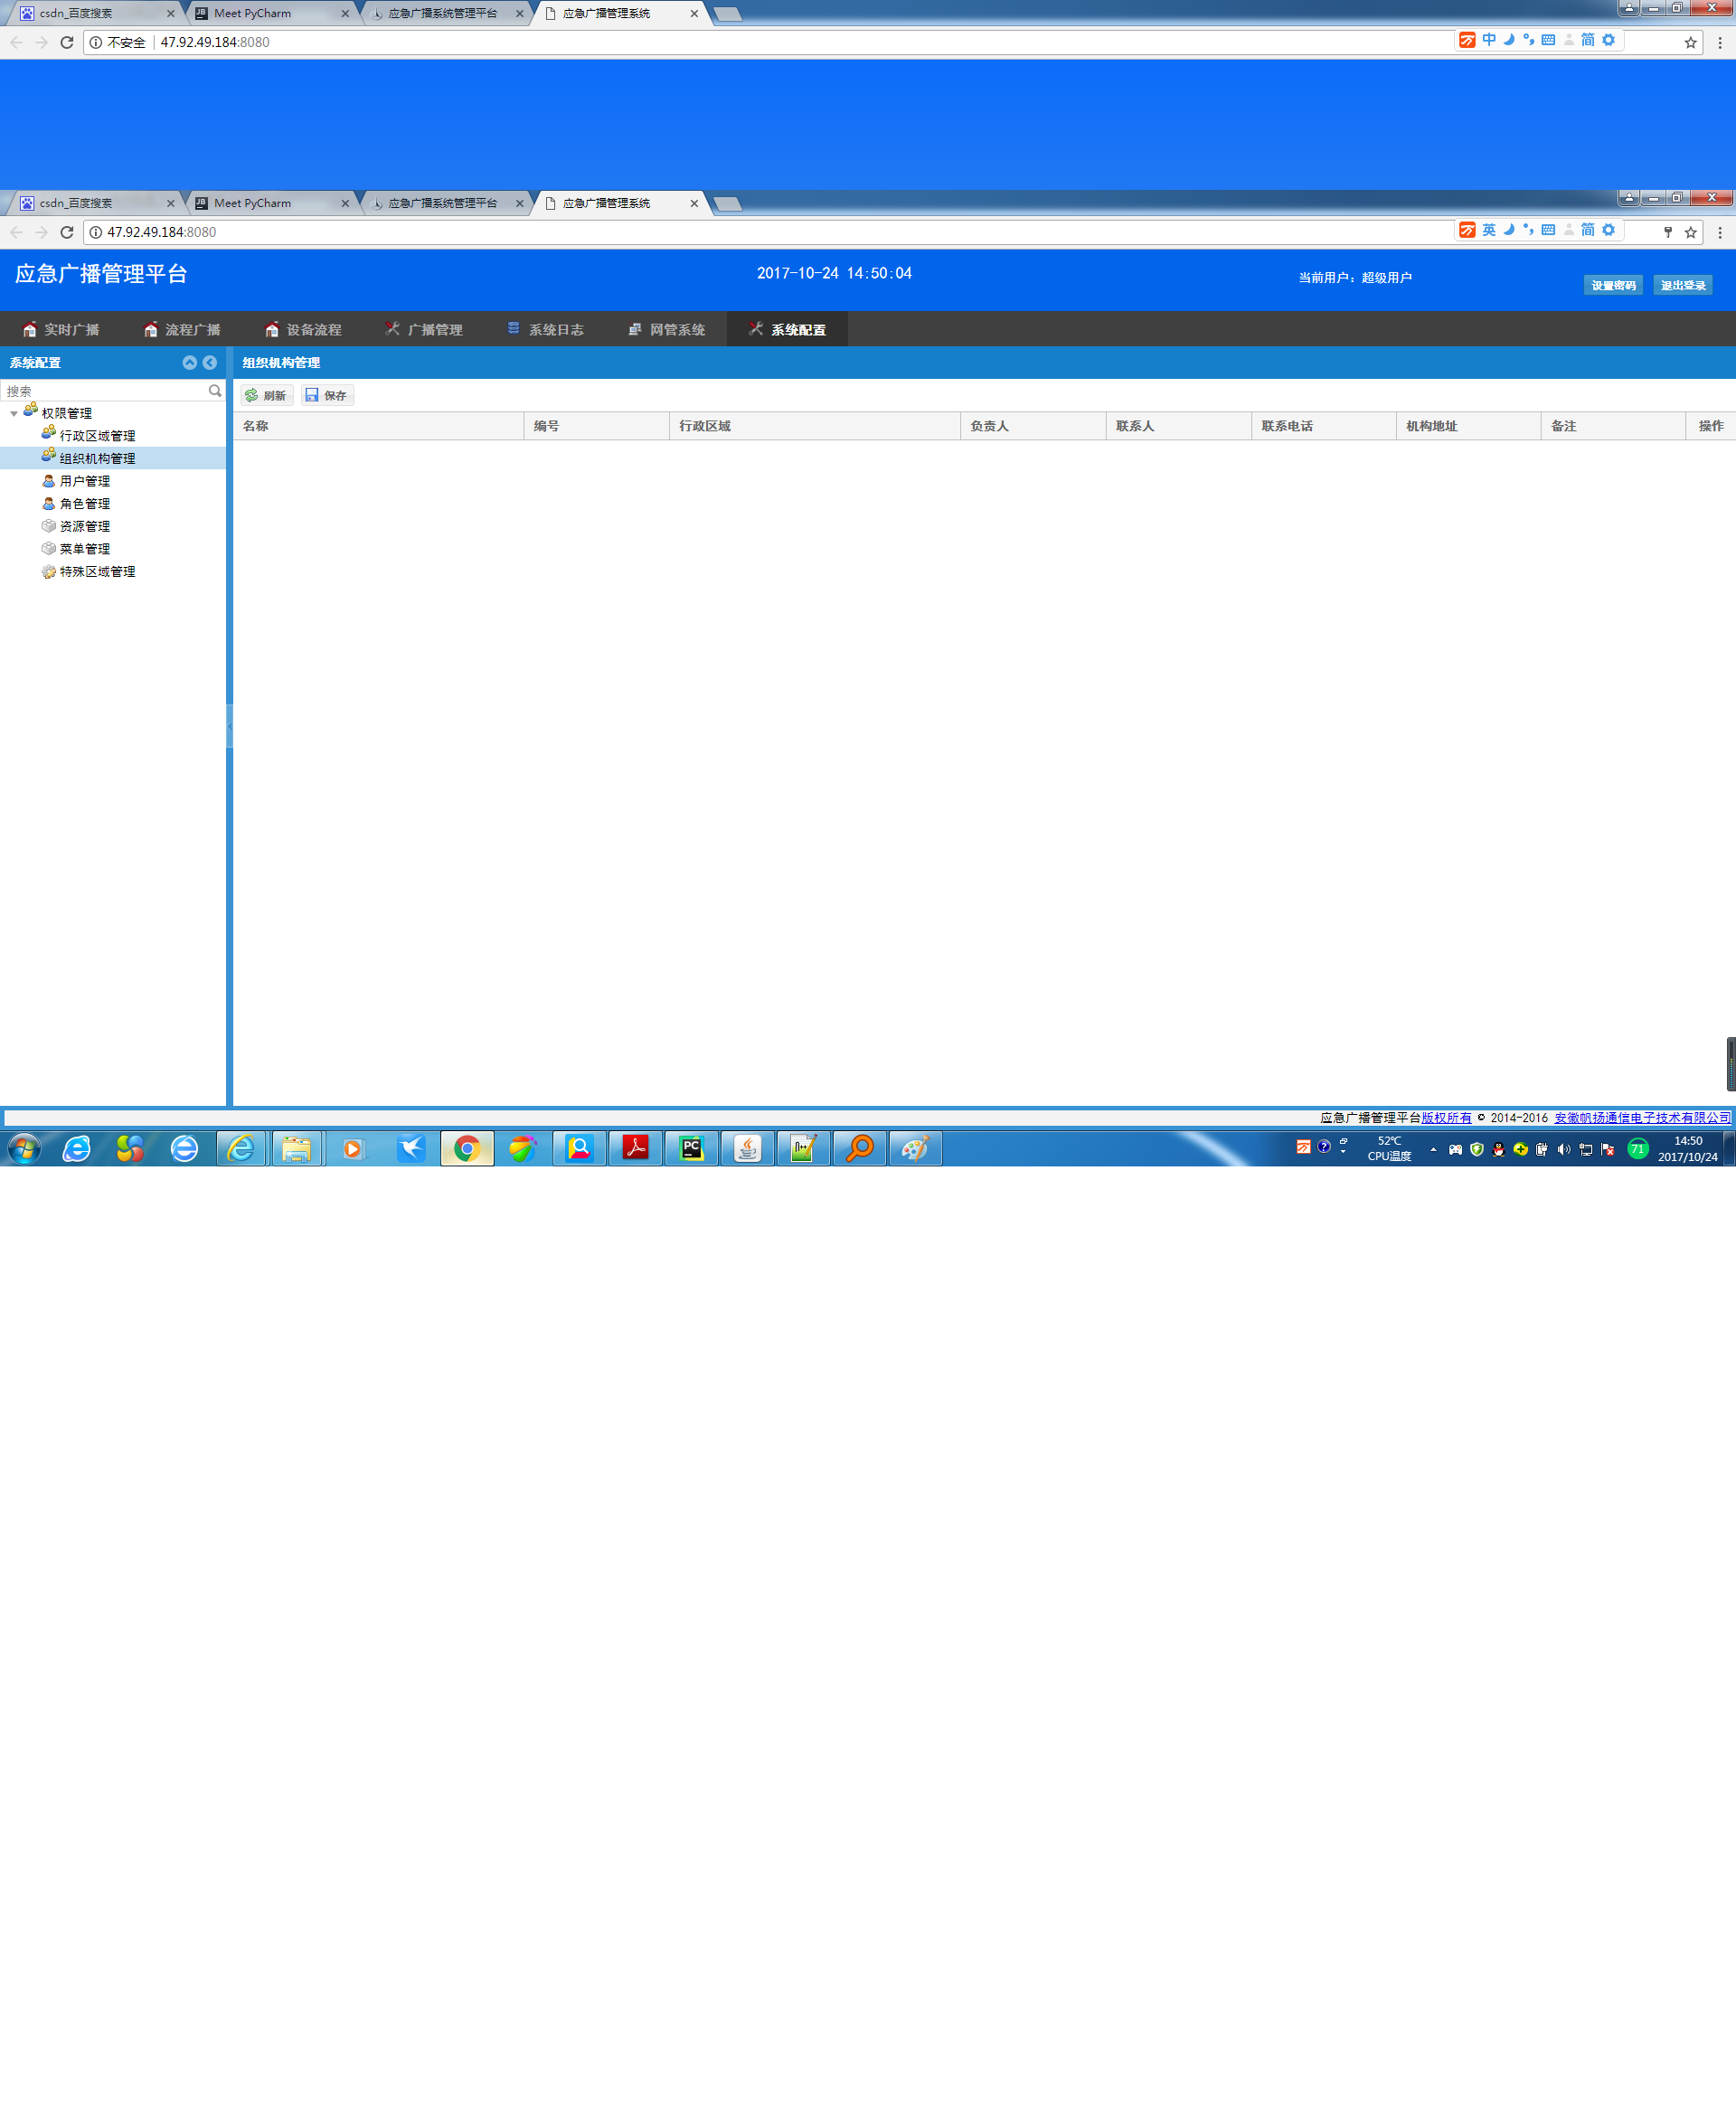 csdn_百度搜索 Meet PyCharm 应急广播系统管理平台 应急广播管理系统
不安全 47.92.49.184:8080 中 简
csdn_百度搜索 Meet PyCharm 应急广播系统管理平台 应急广播管理系统
47.92.49.184:8080 英 简
应急广播管理平台 2017-10-24 14:50:04 当前用户：超级用户 设置密码 退出登录
实时广播 流程广播 设备流程 广播管理 系统日志 网管系统 系统配置
系统配置 组织机构管理
搜索 刷新 保存
名称 编号 行政区域 负责人 联系人 联系电话 机构地址 备注 操作
权限管理
行政区域管理
组织机构管理
用户管理
角色管理
资源管理
菜单管理
特殊区域管理
应急广播管理平台版权所有 © 2014-2016 安徽帆扬通信电子技术有限公司
52℃
CPU温度
71
14:50
2017/10/24